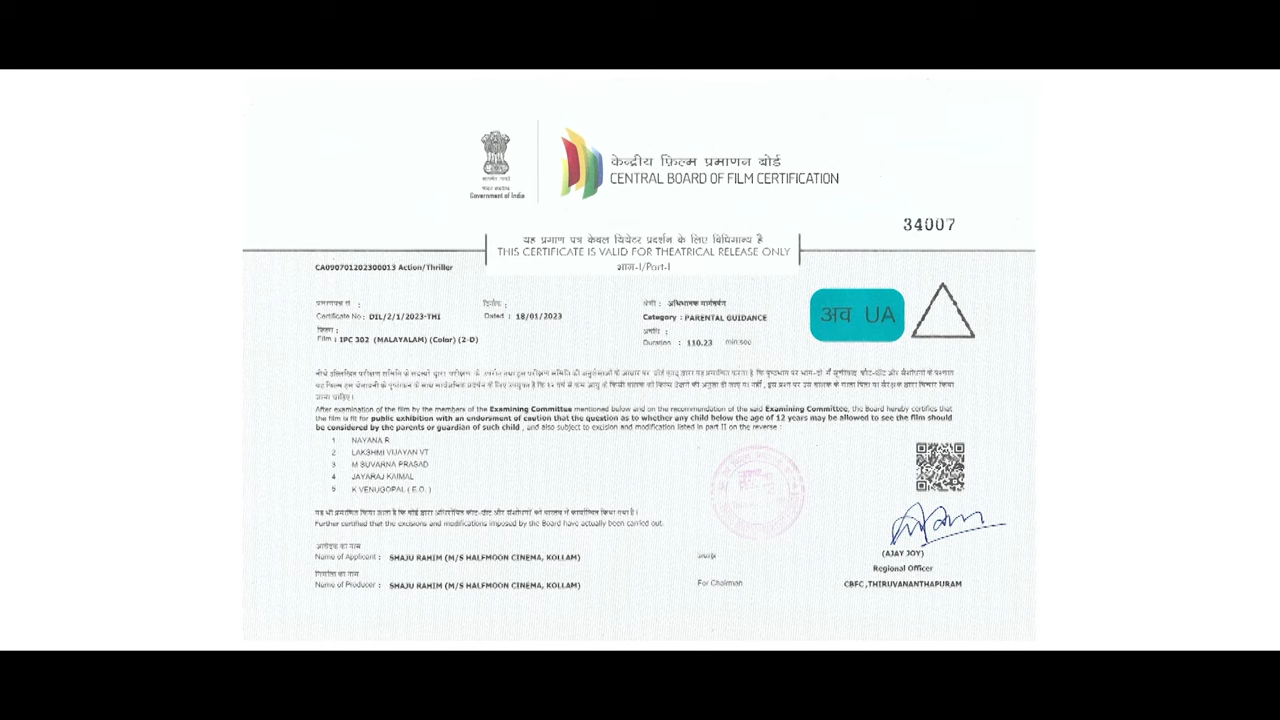 केन्द्रीय फ़िल्म प्रमाणन बोर्ड
CENTRAL BOARD OF FILM CERTIFICATION
Government of India
34007
यह प्रमाण पत्र केवल थियेटर प्रदर्शन के लिए विधिमान्य है
THIS CERTIFICATE IS VALID FOR THEATRICAL RELEASE ONLY
भाग-I/Part-I
CA090701202300013 Action/Thriller
दिनांक :
श्रेणी : अभिभावक मार्गदर्शन
Certificate No : DIL/2/1/2023-THI
Dated : 18/01/2023
Category : PARENTAL GUIDANCE
अव UA
Film : IPC 302 (MALAYALAM) (Color) (2-D)
Duration : 110.23 min:sec
After examination of the film by the members of the Examining Committee mentioned below and on the recommendation of the said Examining Committee, the Board hereby certifies that
the film is fit for public exhibition with an endorsment of caution that the question as to whether any child below the age of 12 years may be allowed to see the film should
be considered by the parents or guardian of such child , and also subject to excision and modification listed in part II on the reverse :
1 NAYANA R
2 LAKSHMI VIJAYAN VT
3 M SUVARNA PRASAD
4 JAYARAJ KAIMAL
5 K VENUGOPAL ( E.O. )
Further certified that the excisions and modifications imposed by the Board have actually been carried out.
आवेदक का नाम
Name of Applicant : SHAJU RAHIM (M/S HALFMOON CINEMA, KOLLAM)
अध्यक्ष
(AJAY JOY)
Regional Officer
निर्माता का नाम
Name of Producer : SHAJU RAHIM (M/S HALFMOON CINEMA, KOLLAM)
For Chairman
CBFC ,THIRUVANANTHAPURAM